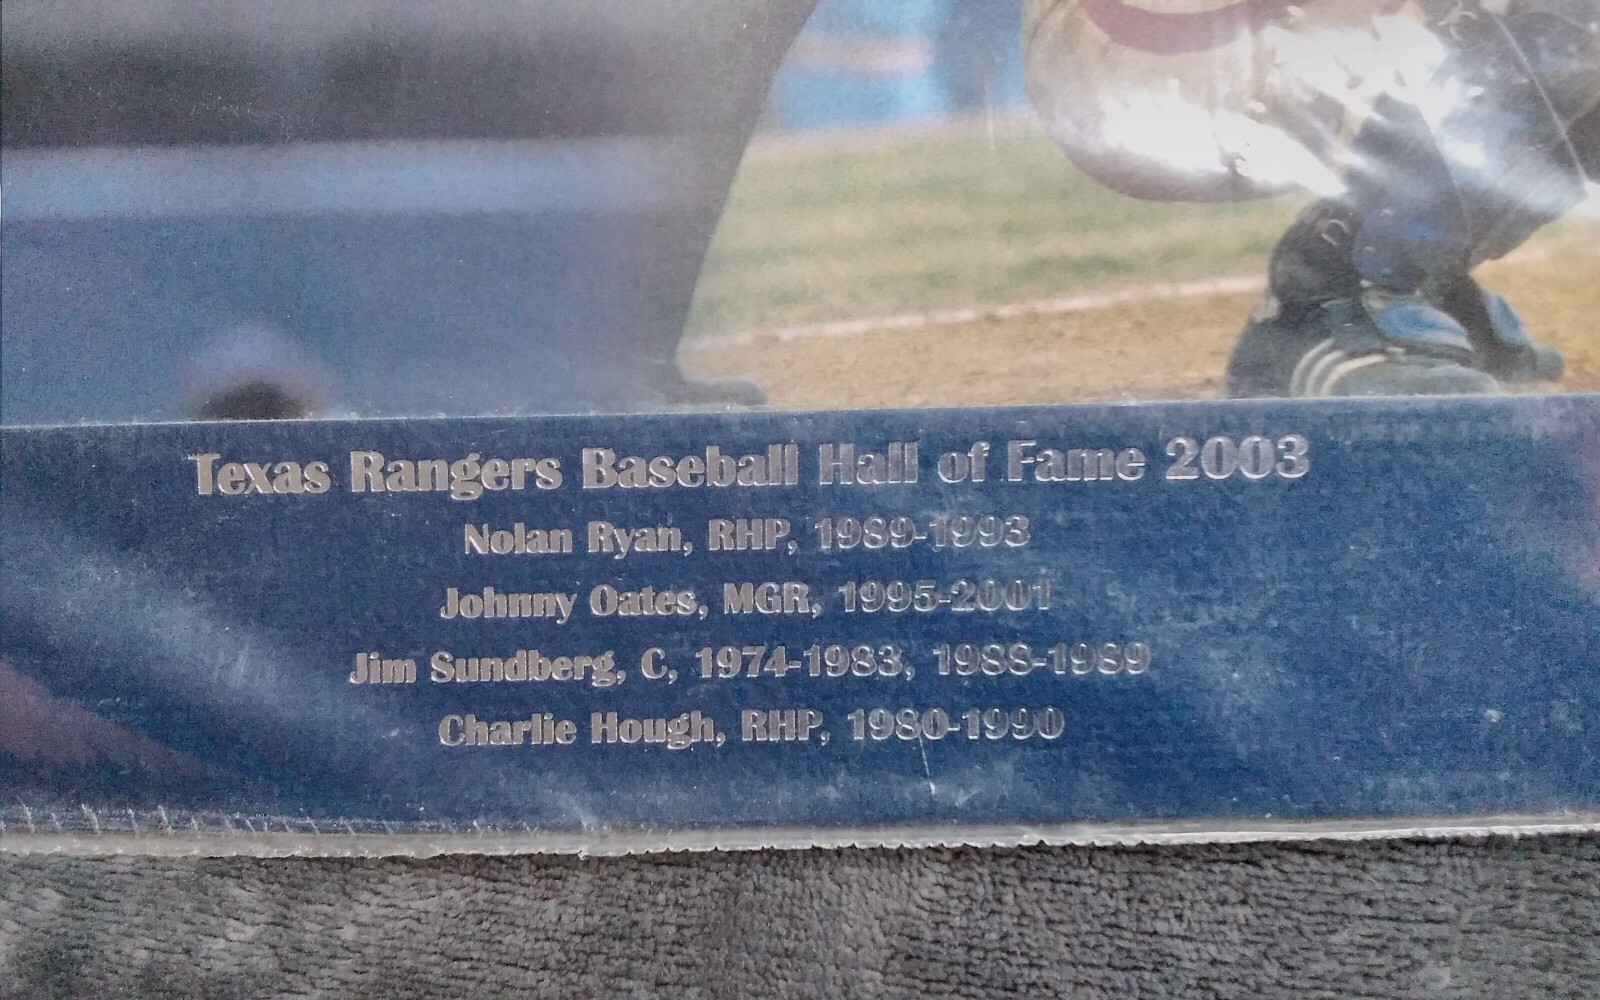 Texas Rangers Baseball Hall of Fame 2003
Nolan Ryan, RHP, 1989-1993
Johnny Oates, MGR, 1995-2001
Jim Sundberg, C, 1974-1983, 1988-1989
Charlie Hough, RHP, 1980-1990